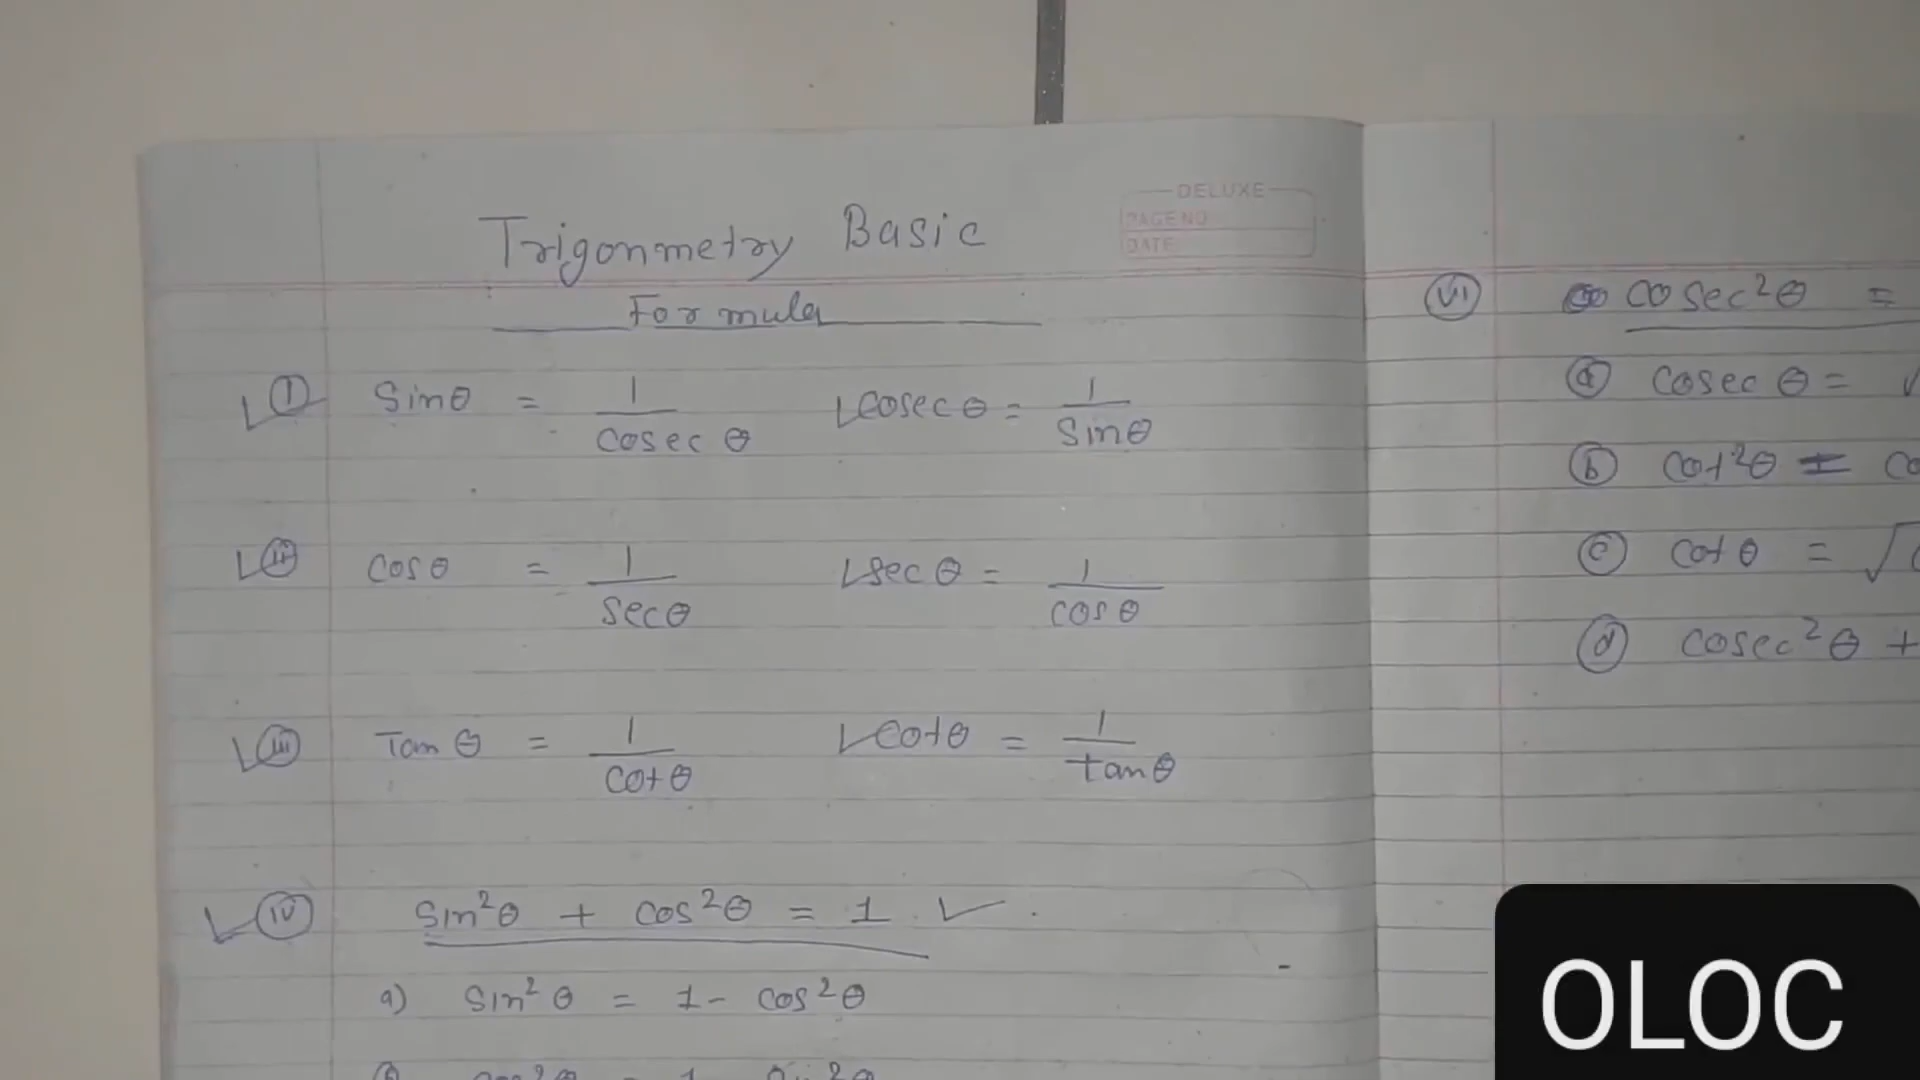 Trigonmetry Basic
DELUXE
PAGE NO
DATE
Formula
(i) Sinθ = 1/cosec θ cosec θ = 1/sinθ
(ii) cosθ = 1/secθ sec θ = 1/cosθ
(iii) Tan θ = 1/cotθ cotθ = 1/tanθ
(iv) sin²θ + cos²θ = 1
a) sin²θ = 1 - cos²θ
(vi) cosec²θ =
(a) cosec θ = √
(b) cot²θ =
(c) cot θ = √
(d) cosec²θ +
OLOC